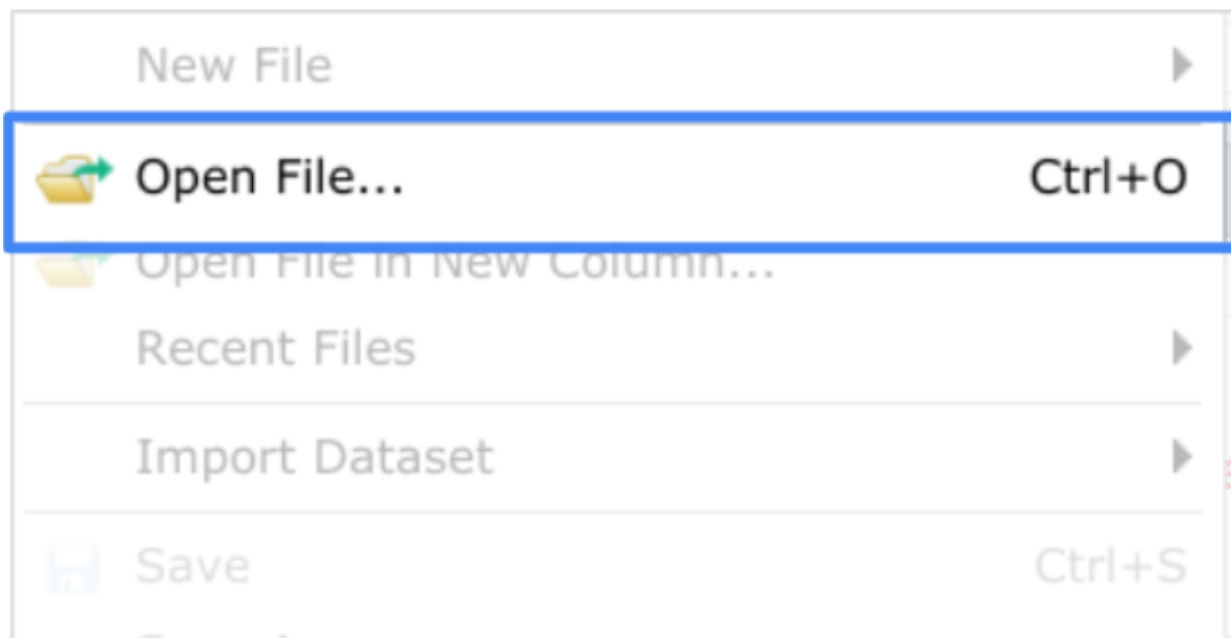 New File
Open File... Ctrl+O
Open File in New Column...
Recent Files
Import Dataset
Save Ctrl+S